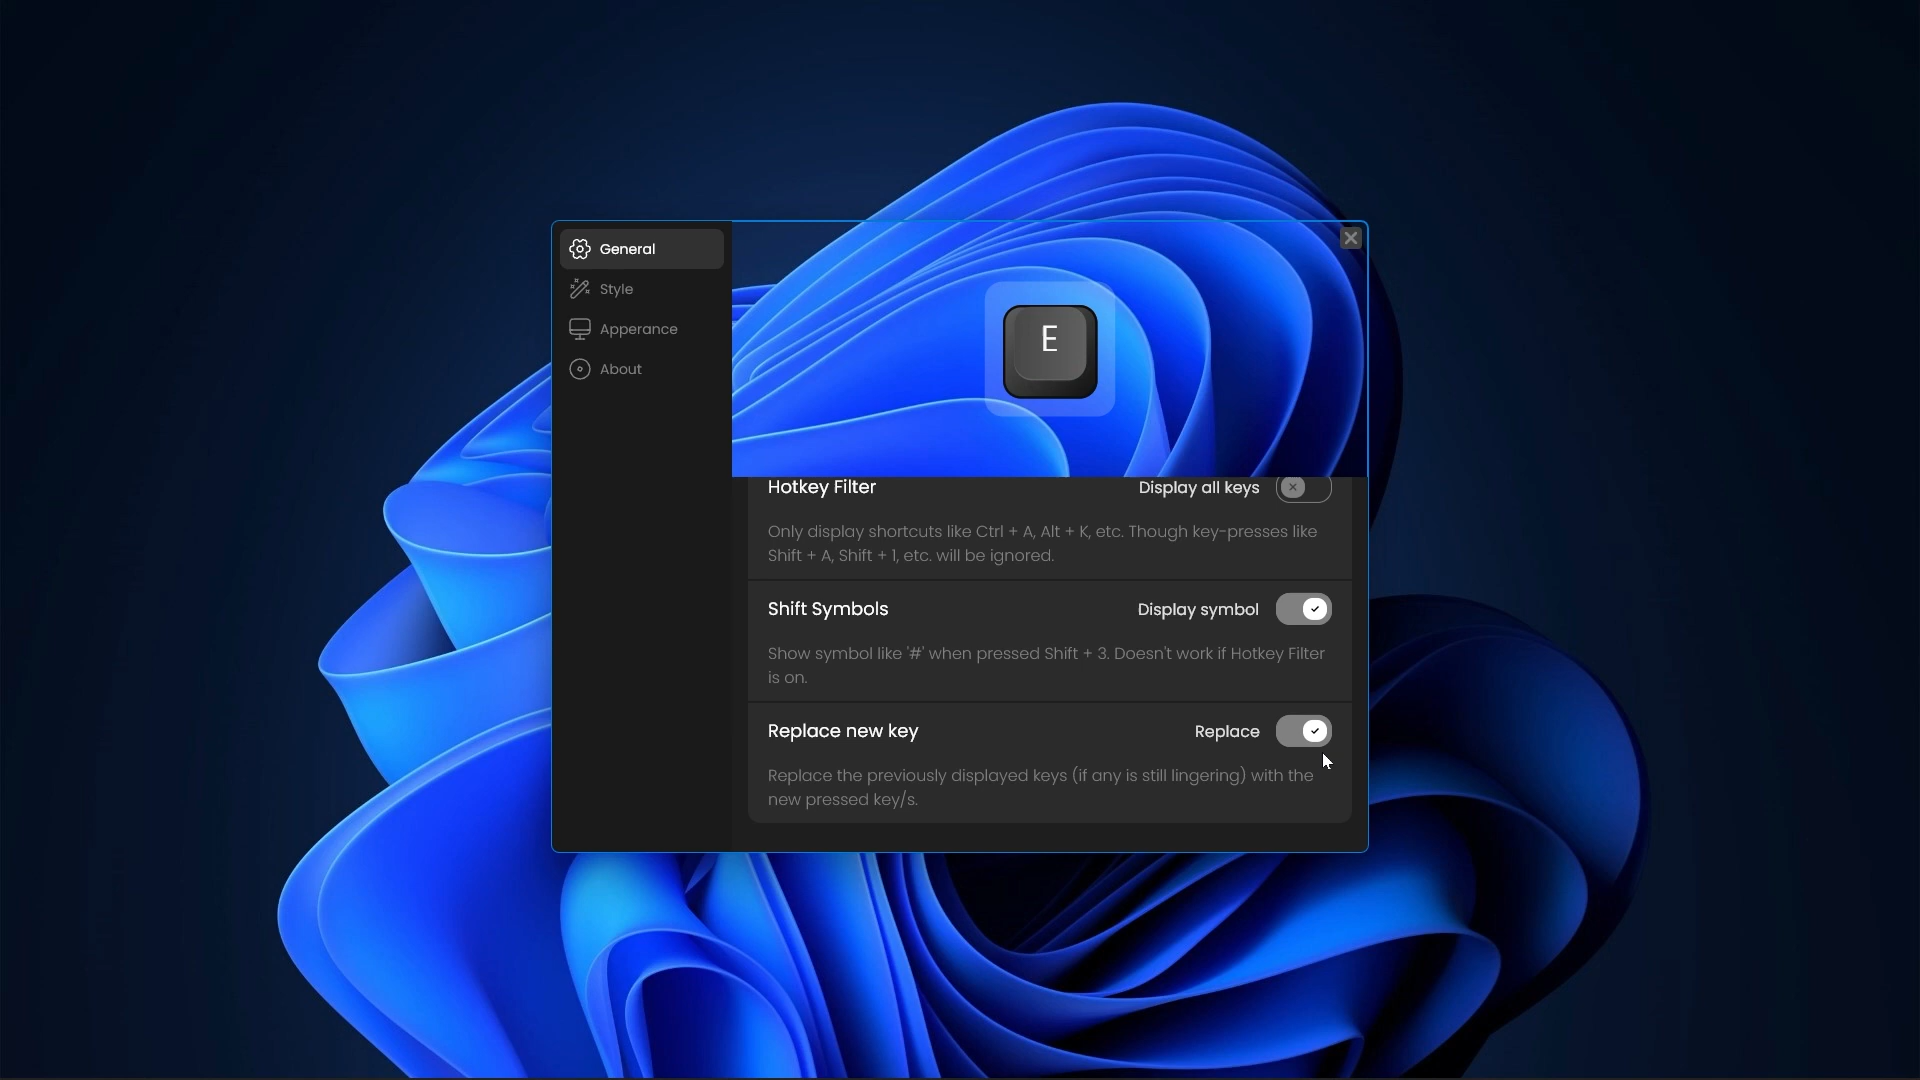 General
Style
Apperance
About
E
Hotkey Filter Display all keys
Only display shortcuts like Ctrl + A, Alt + K, etc. Though key-presses like
Shift + A, Shift + 1, etc. will be ignored.
Shift Symbols Display symbol
Show symbol like '#' when pressed Shift + 3. Doesn't work if Hotkey Filter
is on.
Replace new key Replace
Replace the previously displayed keys (if any is still lingering) with the
new pressed key/s.